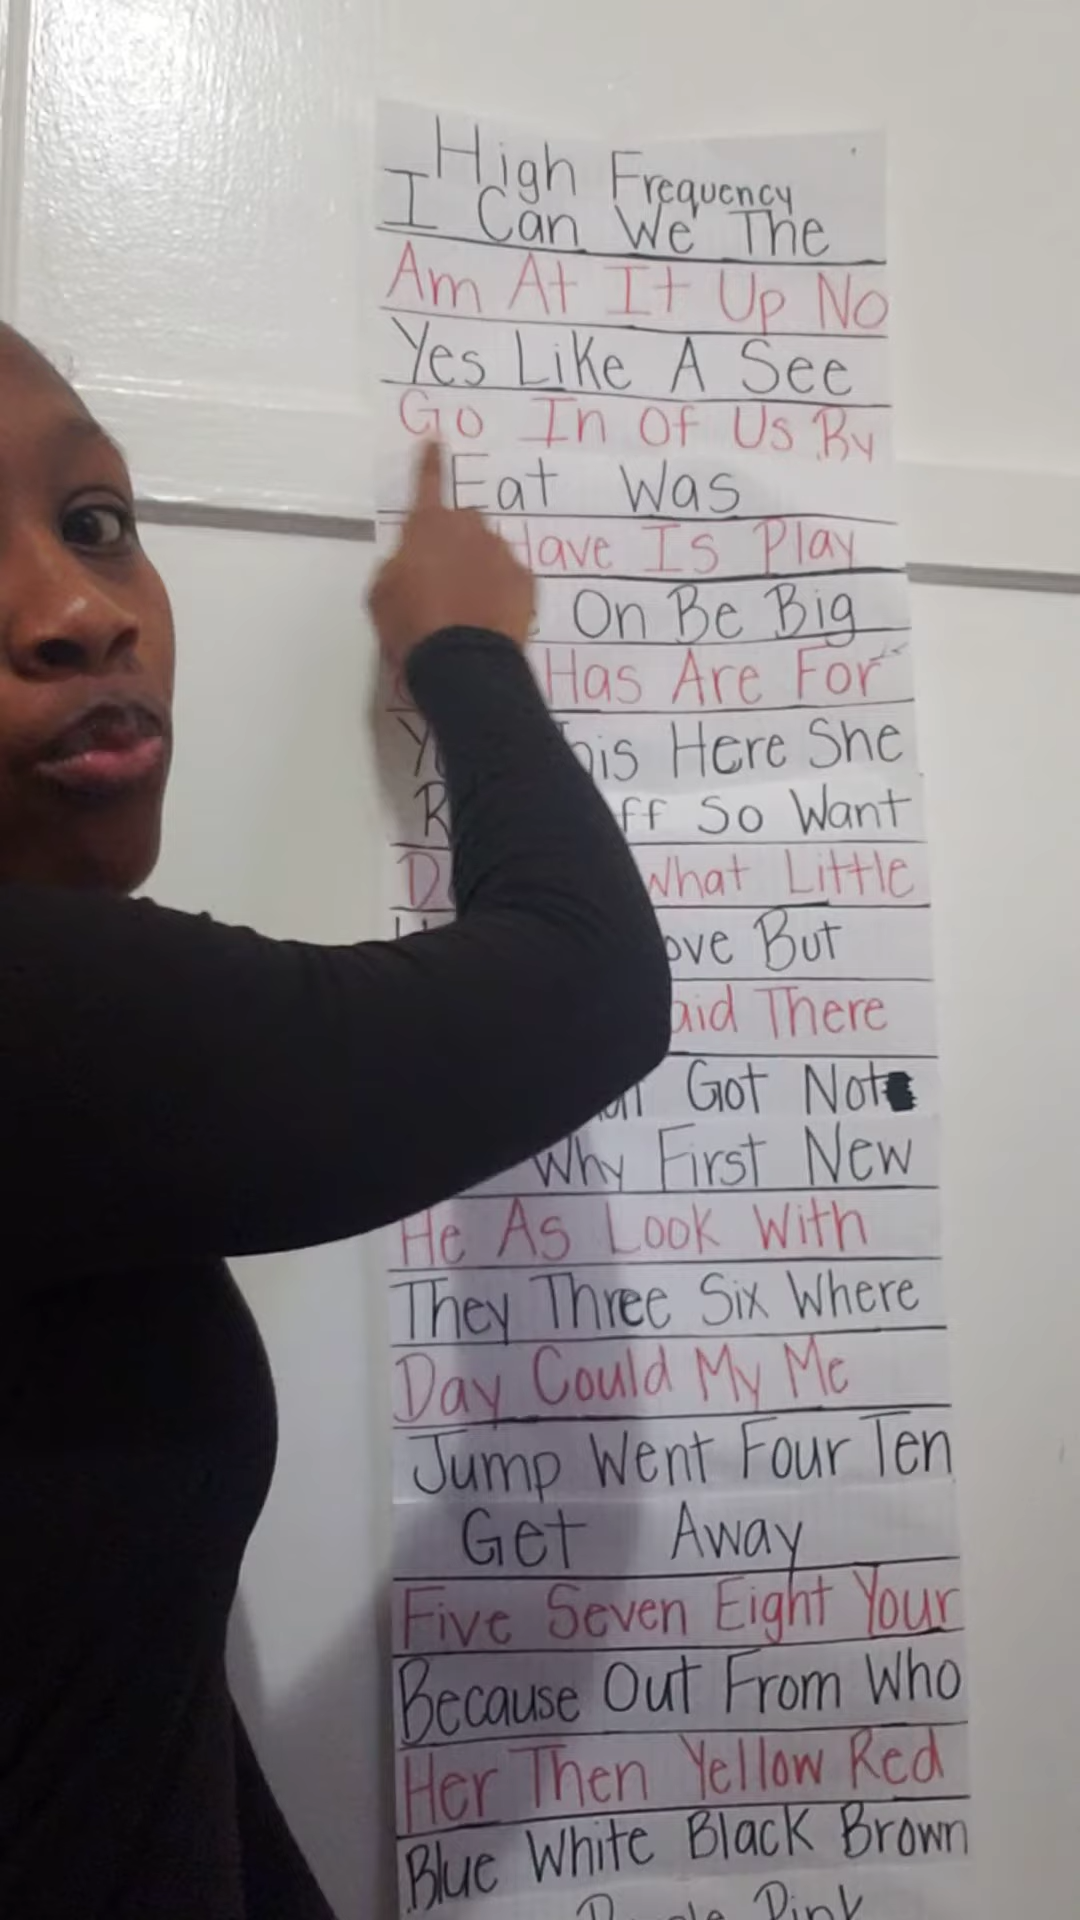 High Frequency
I Can We The
Am At It Up No
Yes Like A See
Go In Of Us By
Eat Was
Have Is Play
On Be Big
Has Are For
Here She
So Want
What Little
But
There
Got Not
Why First New
He As Look With
They Three Six Where
Day Could My Me
Jump Went Four Ten
Get Away
Five Seven Eight Your
Because Out From Who
Her Then Yellow Red
Blue White Black Brown
Pink